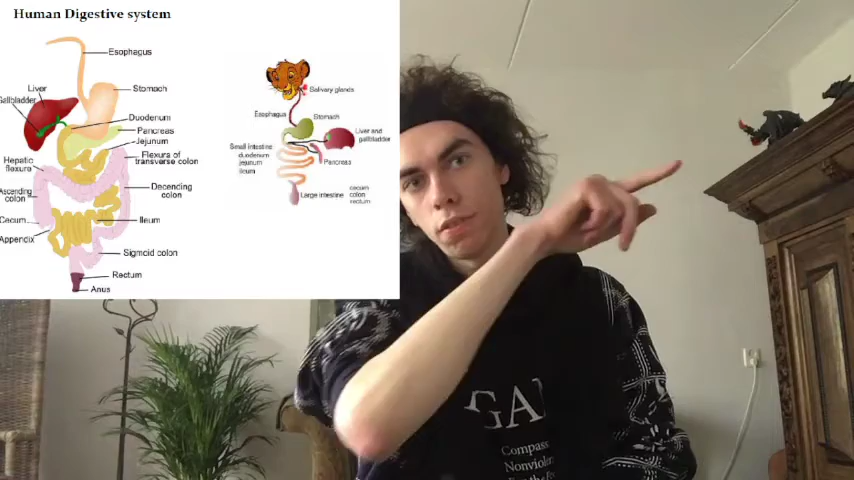 Human Digestive system
Esophagus
Liver
Gallbladder
Stomach
Duodenum
Pancreas
Jejunum
Flexura of
transverse colon
Hepatic
flexure
Ascending
colon
Decending
colon
Cecum
Ileum
Appendix
Sigmoid colon
Rectum
Anus
Salivary glands
Esophagus
Stomach
Liver and
gallbladder
Small intestine
duodenum
jejunum
ileum
Pancreas
Large intestine
cecum
colon
rectum
GA
Compass
Nonviol